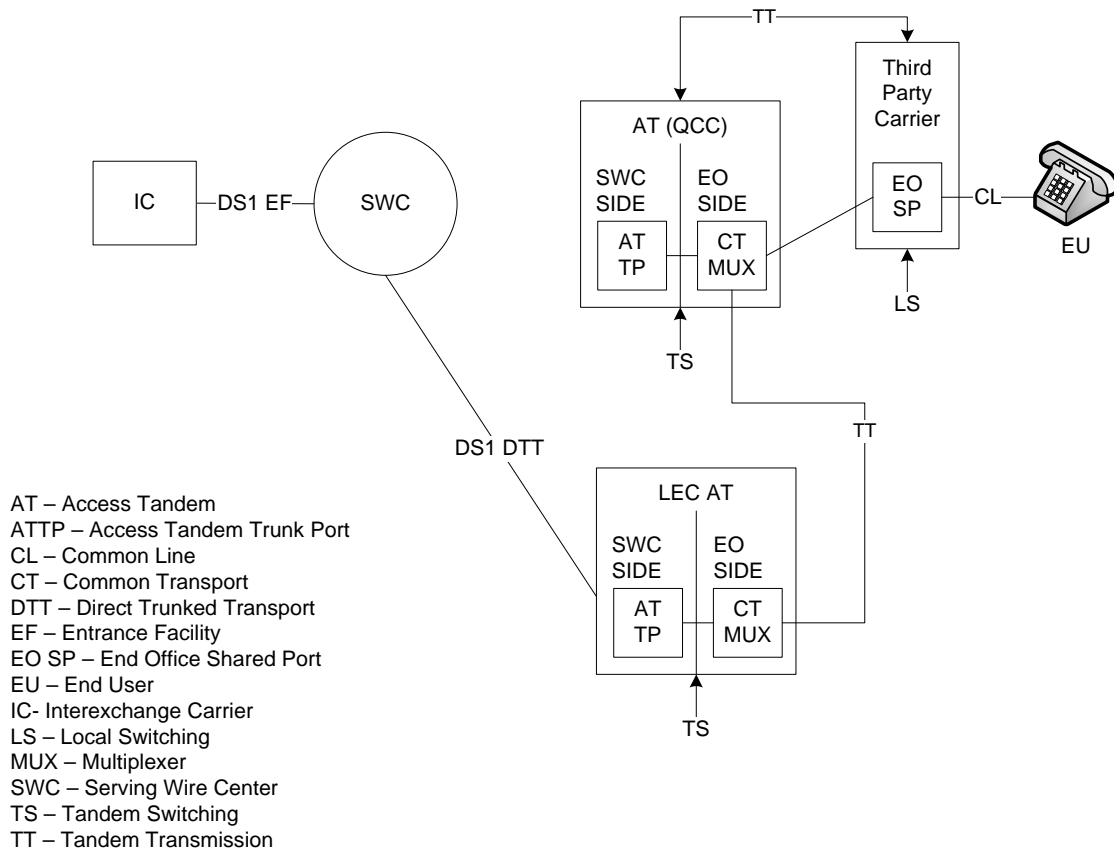 TT
Third
Party
Carrier
AT (QCC)
SWC
SIDE
EO
SIDE
AT
TP
CT
MUX
EO
SP
CL
EU
IC
DS1 EF
SWC
LS
TS
TT
DS1 DTT
LEC AT
SWC
SIDE
EO
SIDE
AT
TP
CT
MUX
TS
AT – Access Tandem
ATTP – Access Tandem Trunk Port
CL – Common Line
CT – Common Transport
DTT – Direct Trunked Transport
EF – Entrance Facility
EO SP – End Office Shared Port
EU – End User
IC- Interexchange Carrier
LS – Local Switching
MUX – Multiplexer
SWC – Serving Wire Center
TS – Tandem Switching
TT – Tandem Transmission